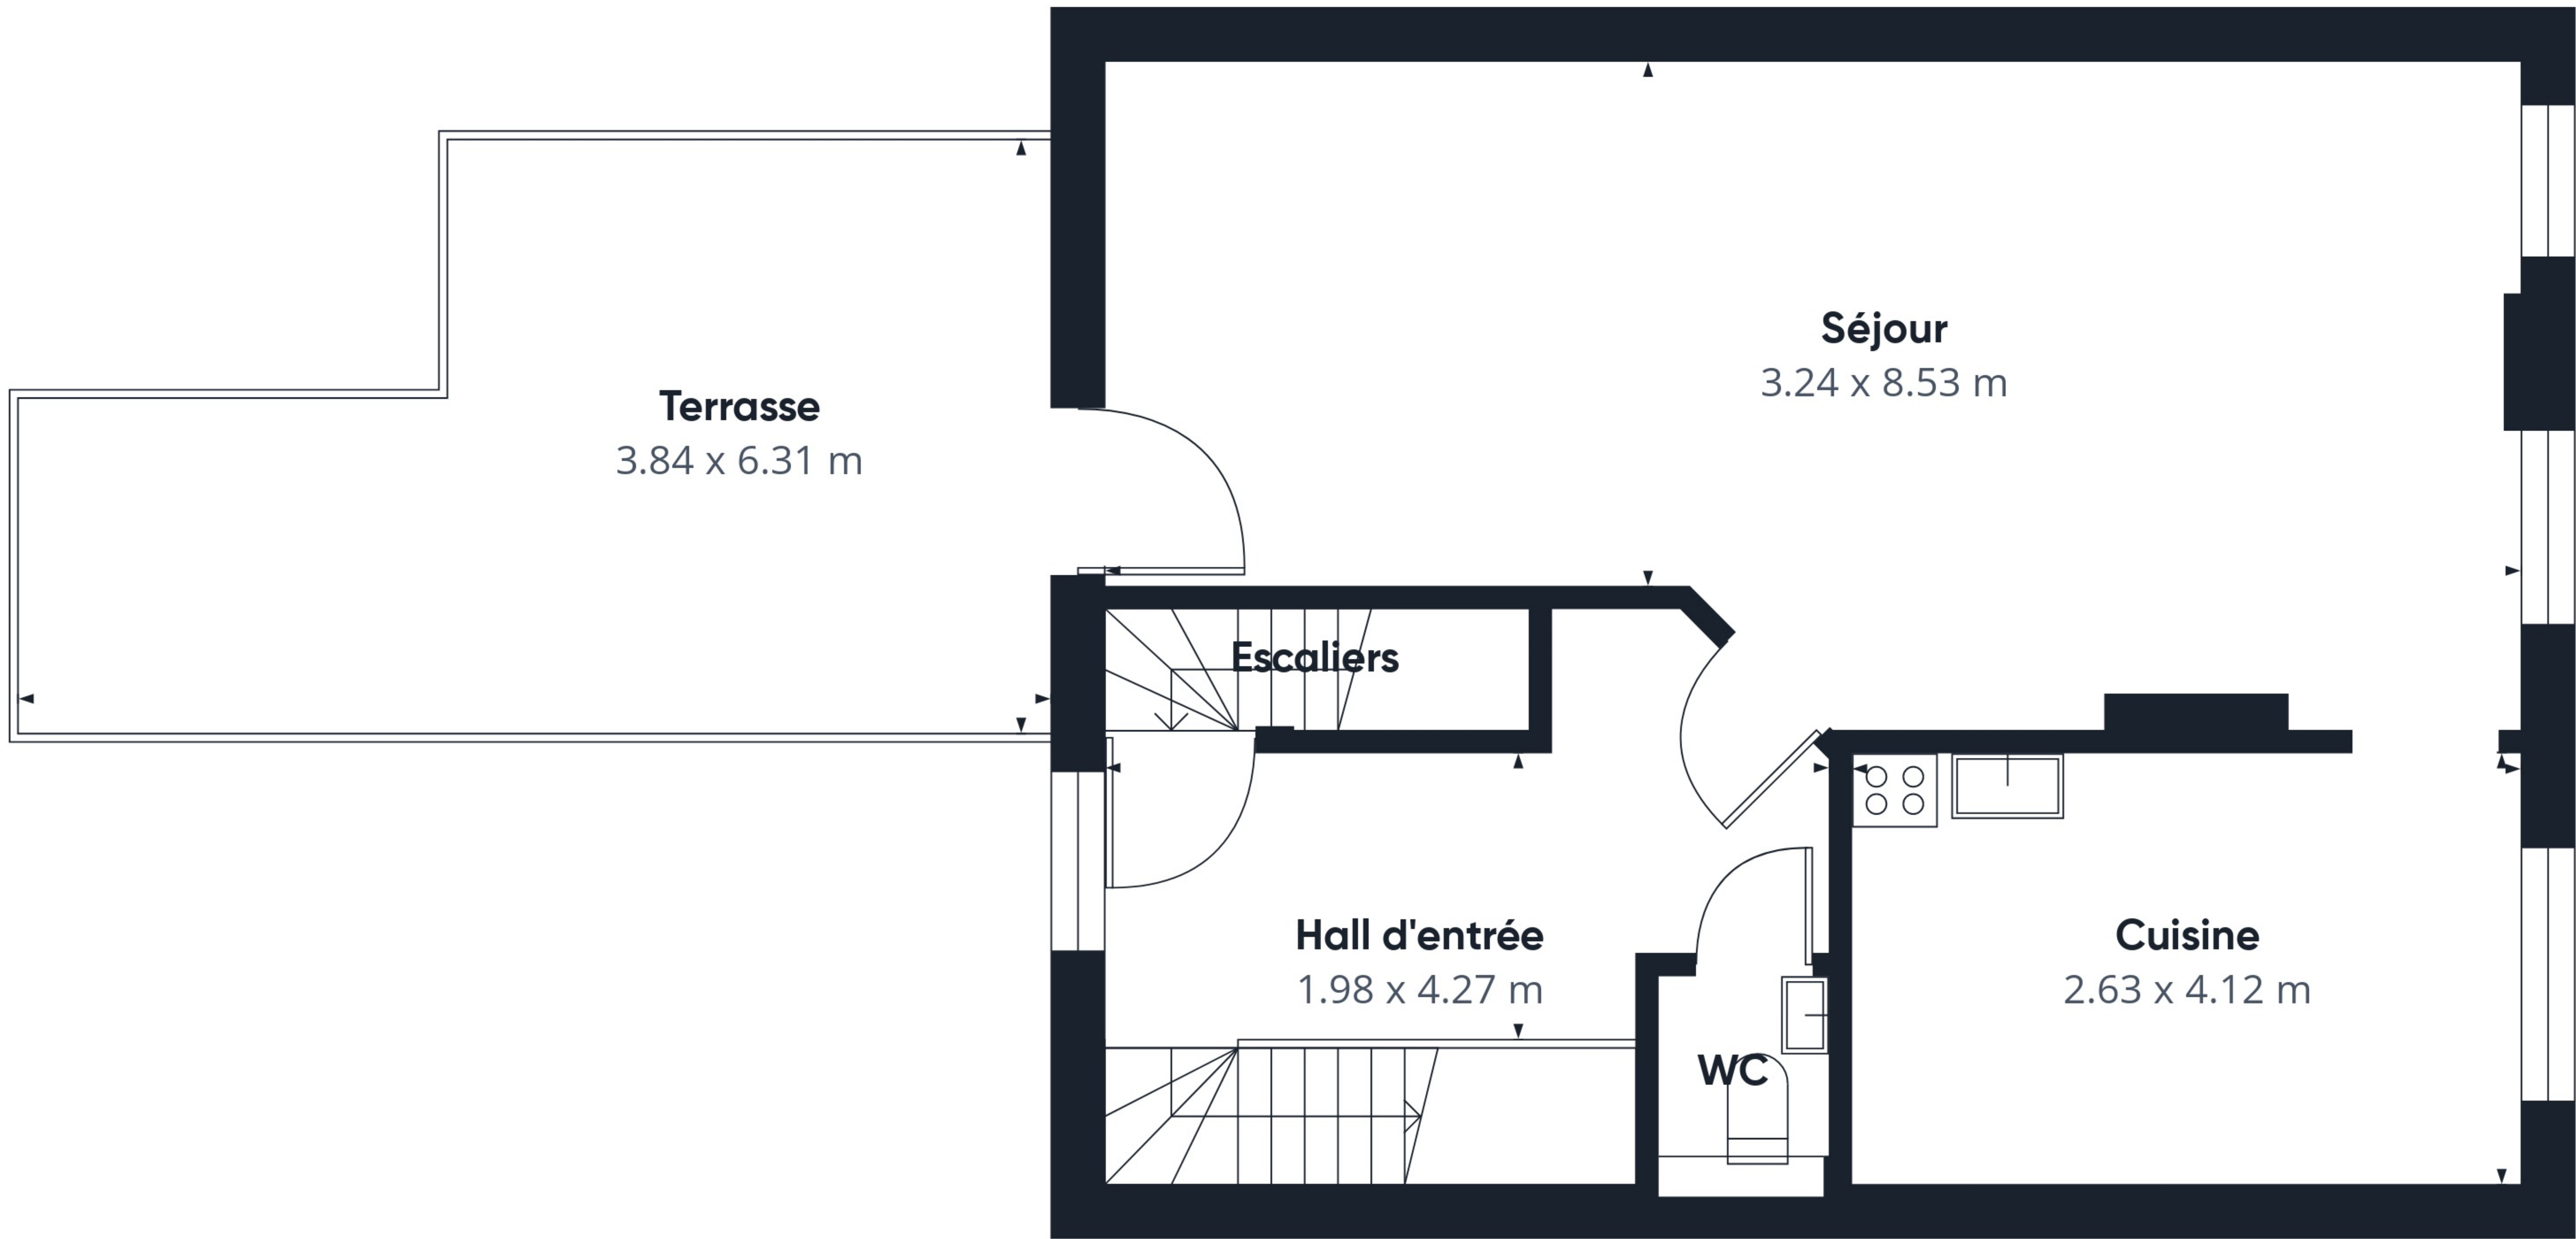 Séjour
3.24 x 8.53 m
Terrasse
3.84 x 6.31 m
Escaliers
Hall d'entrée
1.98 x 4.27 m
Cuisine
2.63 x 4.12 m
WC